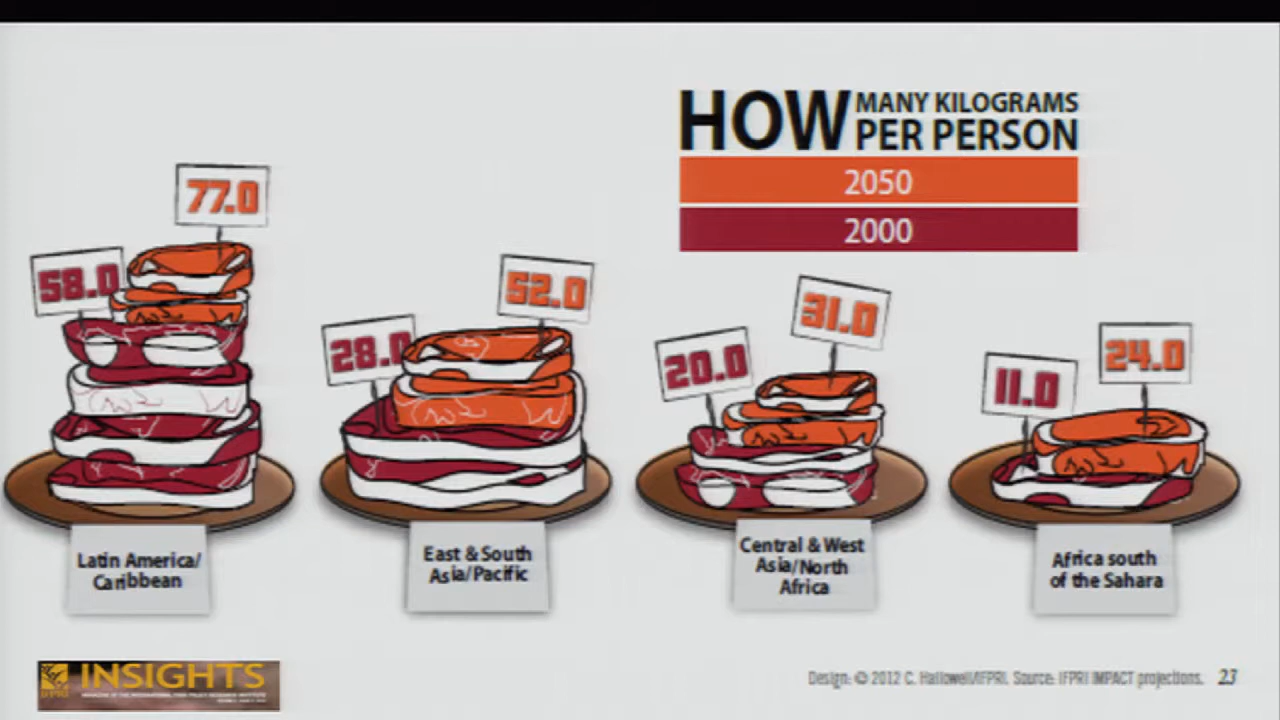 HOW MANY KILOGRAMS
PER PERSON
2050
2000
77.0
58.0
52.0
28.0
31.0
20.0
24.0
11.0
Latin America/
Caribbean
East & South
Asia/Pacific
Central & West
Asia/North
Africa
Africa south
of the Sahara
IFPRI
INSIGHTS
Design: © 2012 C. Hallowell/IFPRI. Source: IFPRI IMPACT projections. 23